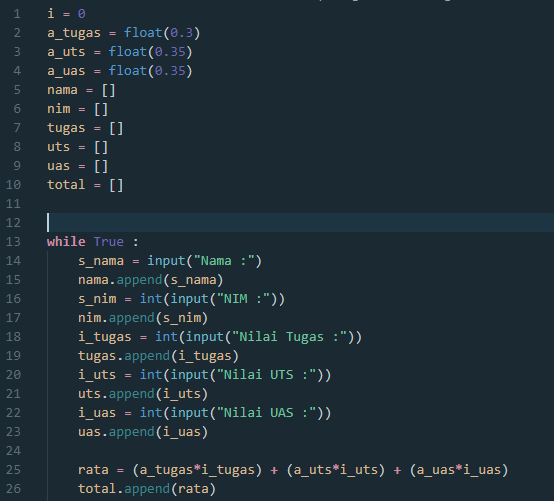 1 i = 0
2 a_tugas = float(0.3)
3 a_uts = float(0.35)
4 a_uas = float(0.35)
5 nama = []
6 nim = []
7 tugas = []
8 uts = []
9 uas = []
10 total = []
11
12
13 while True :
14 s_nama = input("Nama :")
15 nama.append(s_nama)
16 s_nim = int(input("NIM :"))
17 nim.append(s_nim)
18 i_tugas = int(input("Nilai Tugas :"))
19 tugas.append(i_tugas)
20 i_uts = int(input("Nilai UTS :"))
21 uts.append(i_uts)
22 i_uas = int(input("Nilai UAS :"))
23 uas.append(i_uas)
24
25 rata = (a_tugas*i_tugas) + (a_uts*i_uts) + (a_uas*i_uas)
26 total.append(rata)